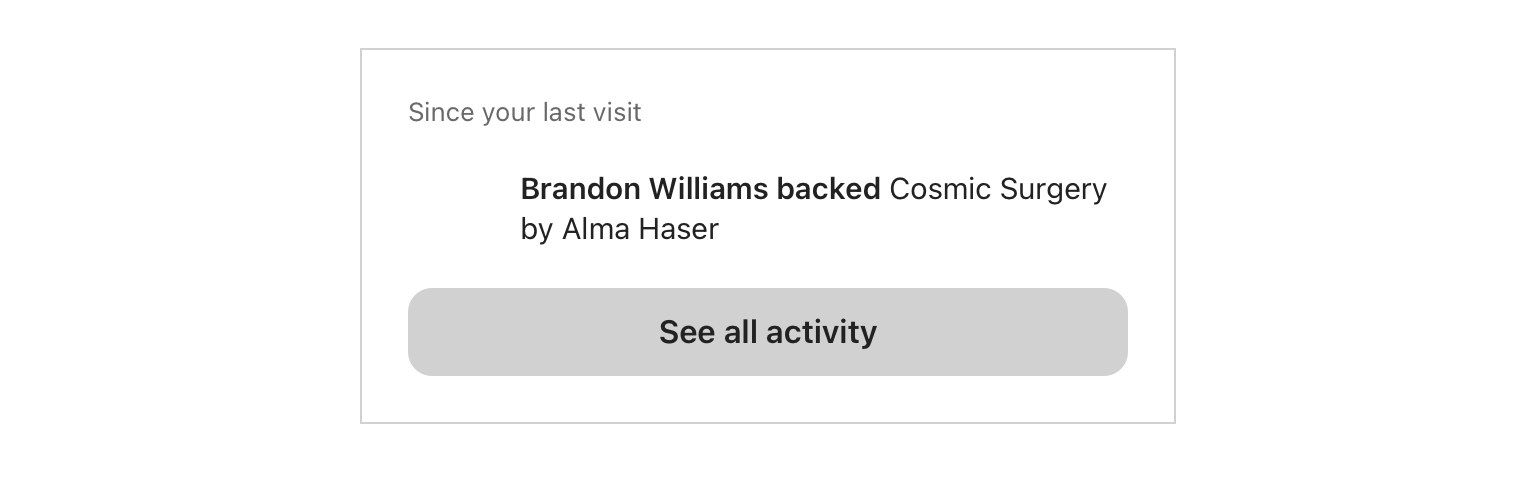 Since your last visit
Brandon Williams backed Cosmic Surgery
by Alma Haser
See all activity